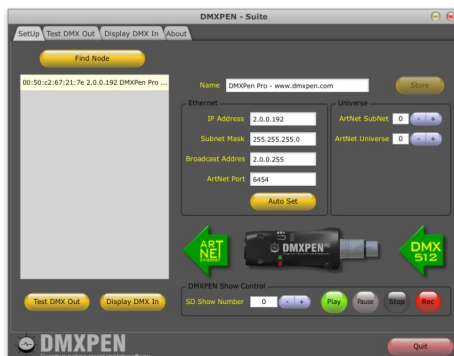 DMXPEN - Suite
SetUp Test DMX Out Display DMX In About
Find Node
00:50:c2:67:21:7e 2.0.0.192 DMXPen Pro ...
Name DMXPen Pro - www.dmxpen.com
Store
Ethernet
IP Address 2.0.0.192
Subnet Mask 255.255.255.0
Broadcast Addres 2.0.0.255
ArtNet Port 6454
Auto Set
Universe
ArtNet SubNet 0 - +
ArtNet Universe 0 - +
ART
NET
DMXPEN
DMX
512
DMXPEN Show Control
SD Show Number 0 - + Play Pause Stop Rec
Test DMX Out Display DMX In
DMXPEN
Quit